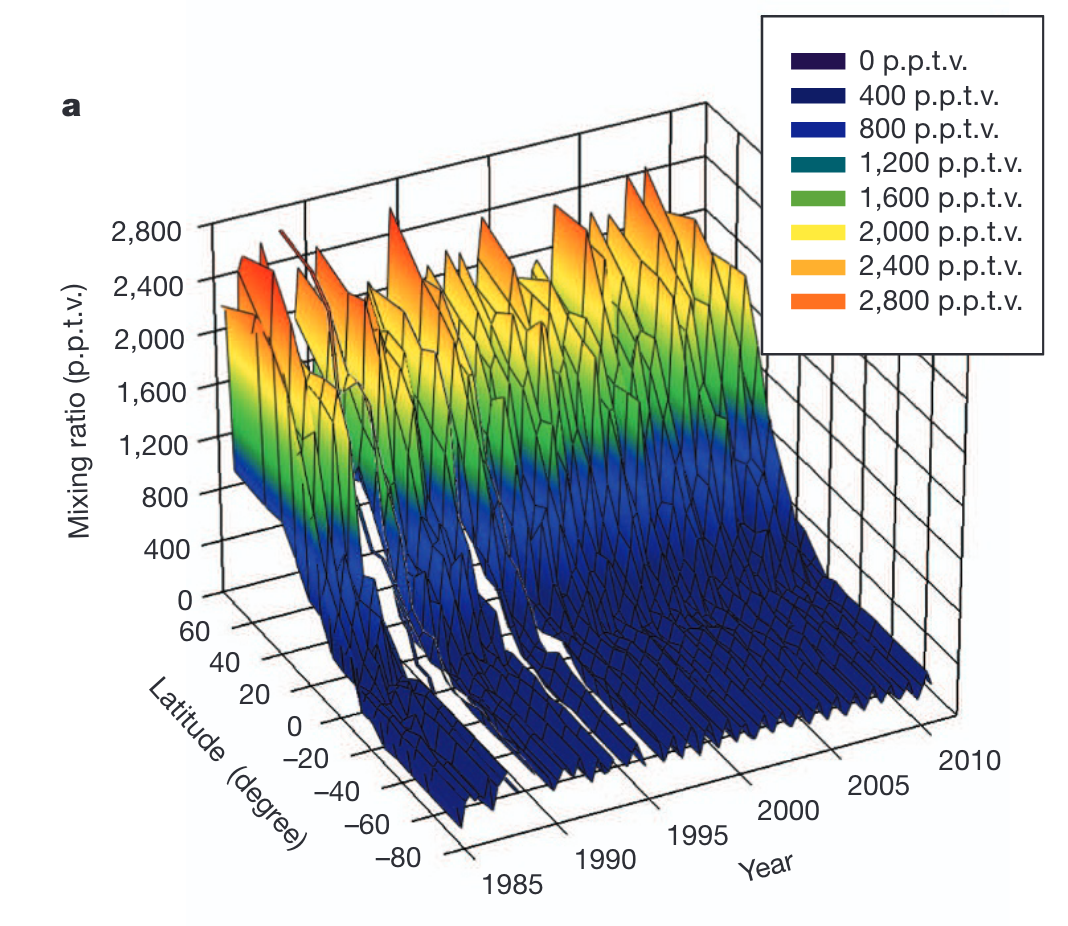 a
0 p.p.t.v.
400 p.p.t.v.
800 p.p.t.v.
1,200 p.p.t.v.
1,600 p.p.t.v.
2,000 p.p.t.v.
2,400 p.p.t.v.
2,800 p.p.t.v.
Mixing ratio (p.p.t.v.)
2,800
2,400
2,000
1,600
1,200
800
400
0
60
40
20
0
−20
−40
−60
−80
Latitude (degree)
1985
1990
1995
2000
2005
2010
Year